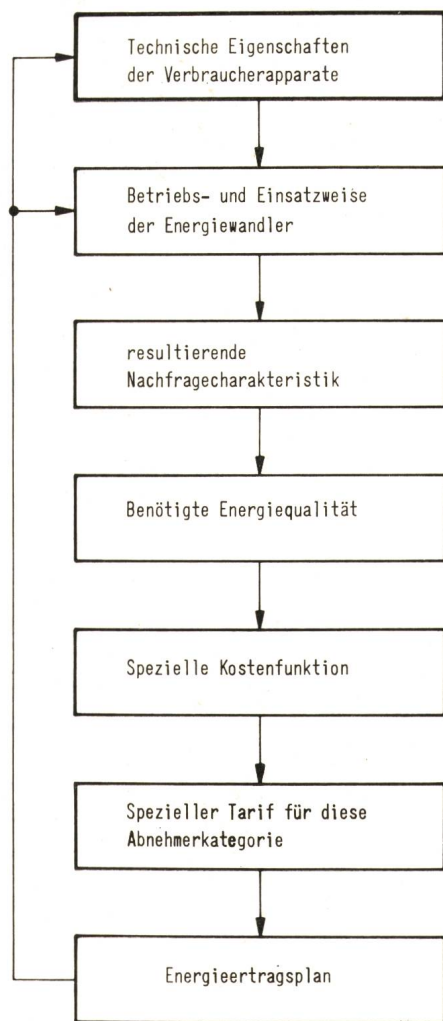 Technische Eigenschaften
der Verbraucherapparate
Betriebs- und Einsatzweise
der Energiewandler
resultierende
Nachfragecharakteristik
Benötigte Energiequalität
Spezielle Kostenfunktion
Spezieller Tarif für diese
Abnehmerkategorie
Energieertragsplan